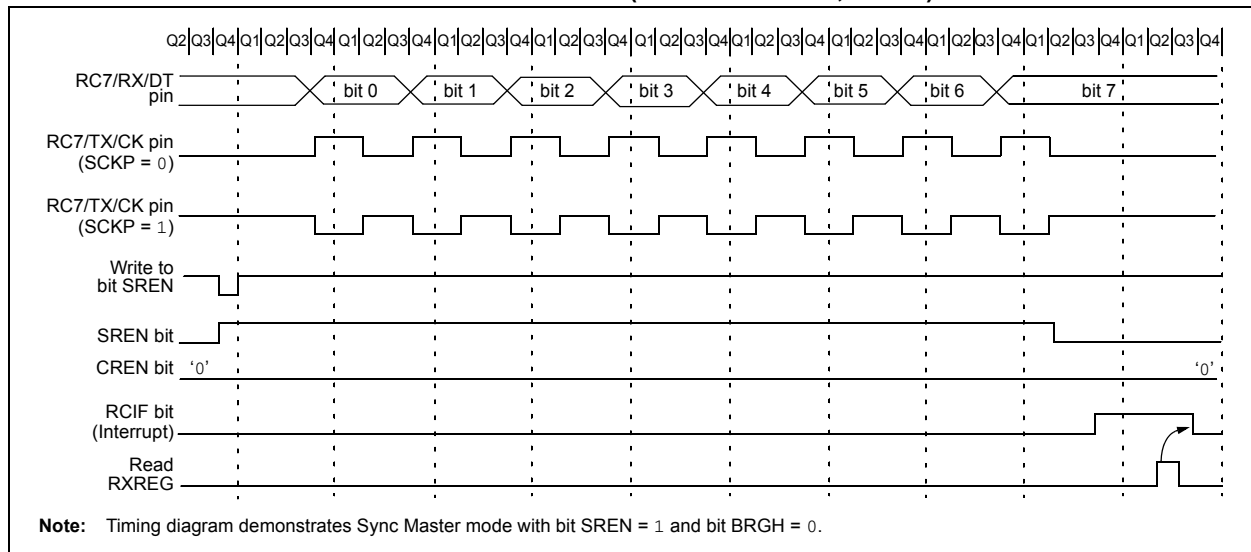 Q2 Q3 Q4 Q1 Q2 Q3 Q4 Q1 Q2 Q3 Q4 Q1 Q2 Q3 Q4 Q1 Q2 Q3 Q4 Q1 Q2 Q3 Q4 Q1 Q2 Q3 Q4 Q1 Q2 Q3 Q4 Q1 Q2 Q3 Q4 Q1 Q2 Q3 Q4 Q1 Q2 Q3 Q4
RC7/RX/DT
pin
bit 0 bit 1 bit 2 bit 3 bit 4 bit 5 bit 6 bit 7
RC7/TX/CK pin
(SCKP = 0)
RC7/TX/CK pin
(SCKP = 1)
Write to
bit SREN
SREN bit
CREN bit ‘0’ ‘0’
RCIF bit
(Interrupt)
Read
RXREG
Note: Timing diagram demonstrates Sync Master mode with bit SREN = 1 and bit BRGH = 0.